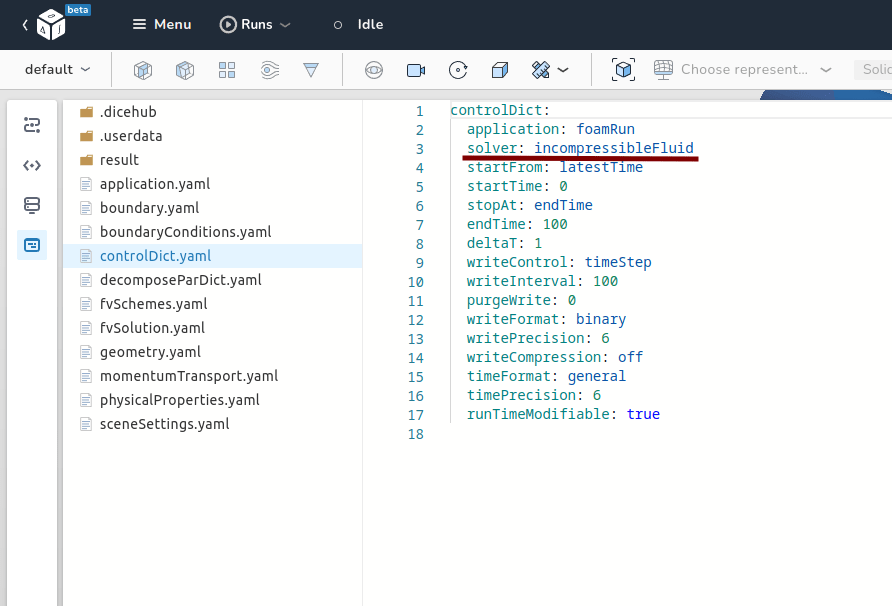 beta
Menu
Runs
Idle
default
Choose represent...
Solid
.dicehub
.userdata
result
application.yaml
boundary.yaml
boundaryConditions.yaml
controlDict.yaml
decomposeParDict.yaml
fvSchemes.yaml
fvSolution.yaml
geometry.yaml
momentumTransport.yaml
physicalProperties.yaml
sceneSettings.yaml
1 controlDict:
2 application: foamRun
3 solver: incompressibleFluid
4 startFrom: latestTime
5 startTime: 0
6 stopAt: endTime
7 endTime: 100
8 deltaT: 1
9 writeControl: timeStep
10 writeInterval: 100
11 purgeWrite: 0
12 writeFormat: binary
13 writePrecision: 6
14 writeCompression: off
15 timeFormat: general
16 timePrecision: 6
17 runTimeModifiable: true
18